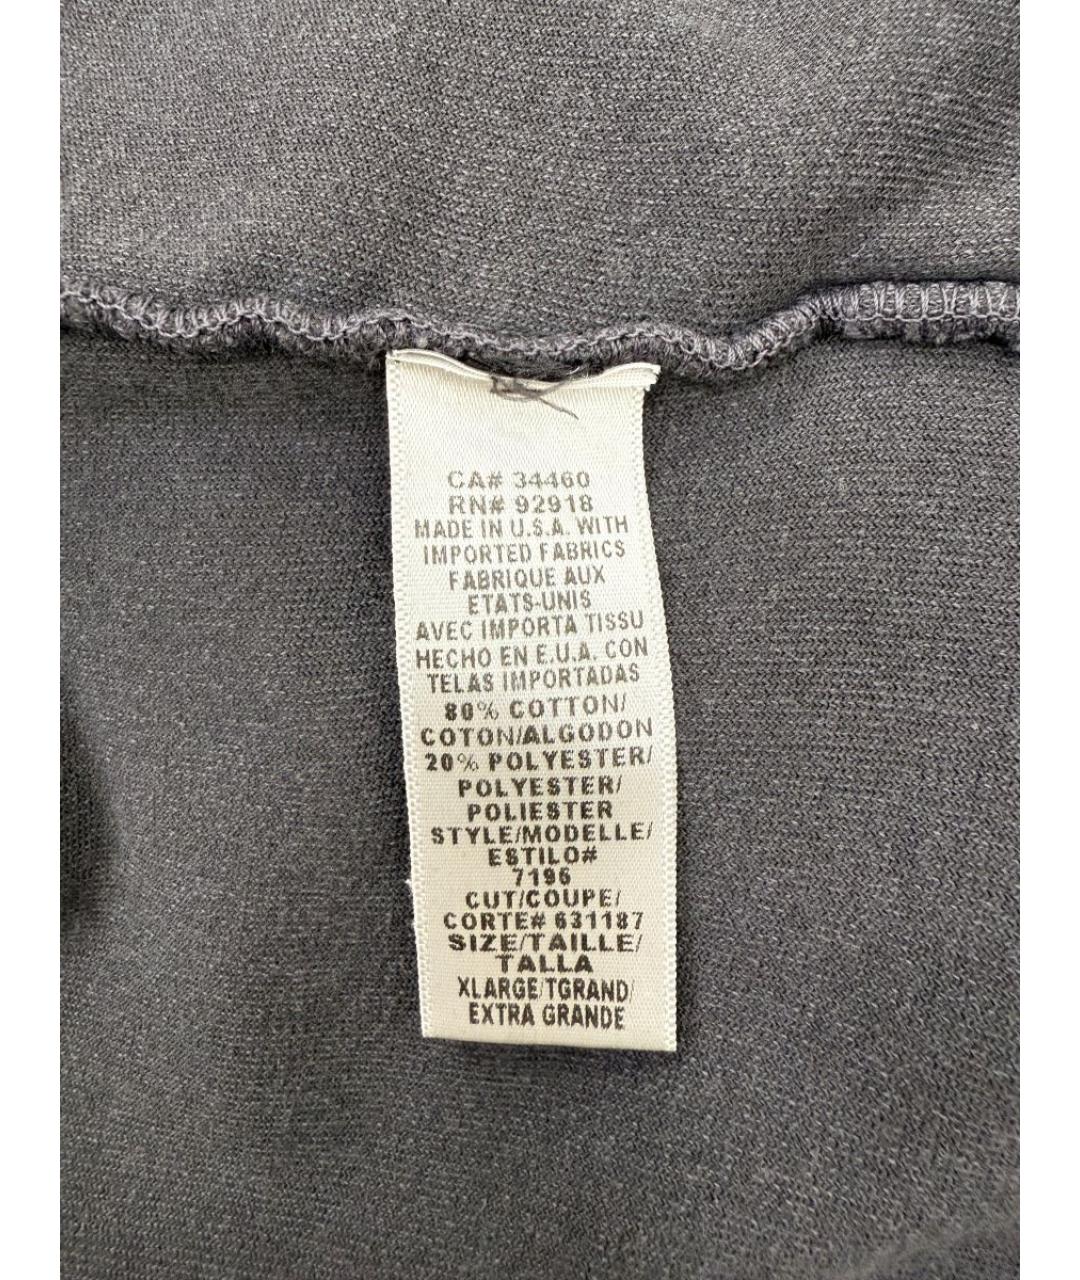 CA# 34460
RN# 92918
MADE IN U.S.A. WITH
IMPORTED FABRICS
FABRIQUE AUX
ETATS-UNIS
AVEC IMPORTA TISSU
HECHO EN E.U.A. CON
TELAS IMPORTADAS
80% COTTON/
COTON/ALGODON
20% POLYESTER/
POLYESTER/
POLIESTER
STYLE/MODELLE/
ESTILO#
7196
CUT/COUPE/
CORTE# 631187
SIZE/TAILLE/
TALLA
XLARGE/TGRAND/
EXTRA GRANDE